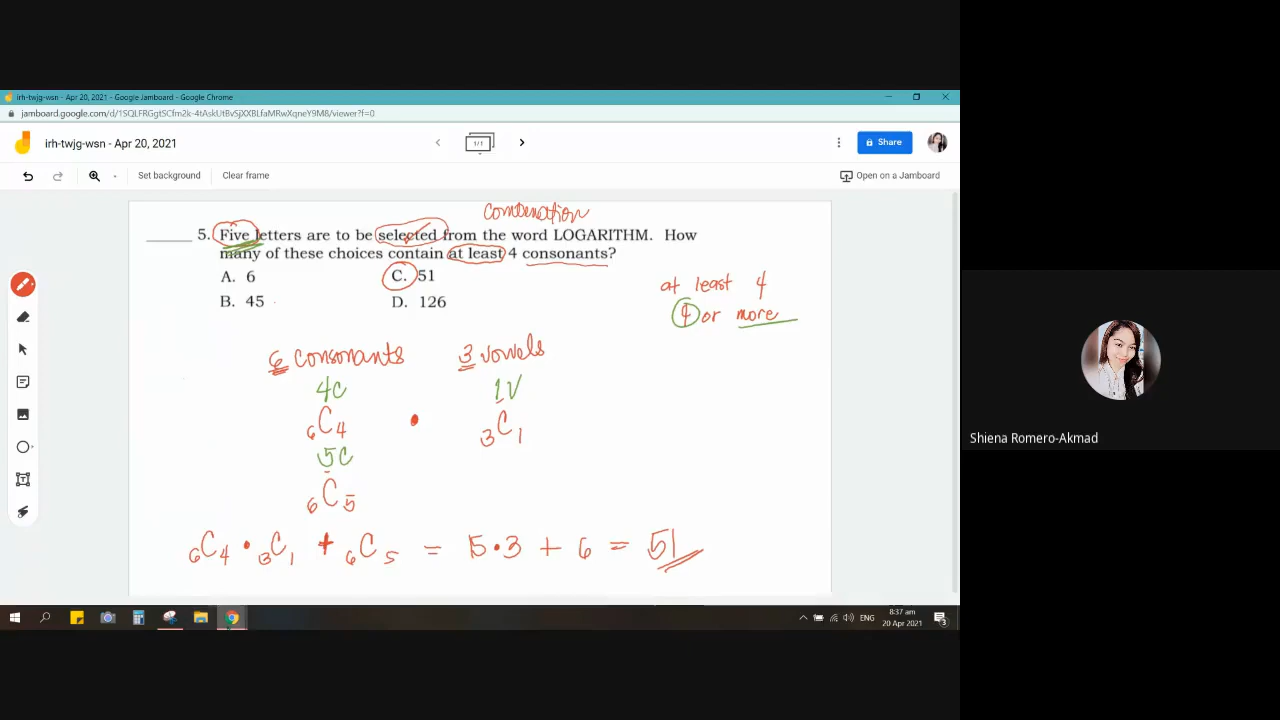 irh-twjg-wsn - Apr 20, 2021 - Google Jamboard - Google Chrome
irh-twjg-wsn - Apr 20, 2021
1/1
Share
Set background
Clear frame
Open on a Jamboard
combination
5. Five letters are to be selected from the word LOGARITHM. How
many of these choices contain at least 4 consonants?
A. 6
C. 51
B. 45
D. 126
at least 4
4 or more
6 consonants
3 vowels
4C
1V
6C4 • 3C1
5C
6C5
6C4 • 3C1 + 6C5 = 15•3 + 6 = 51
Shiena Romero-Akmad
ENG
8:37 am
20 Apr 2021
3